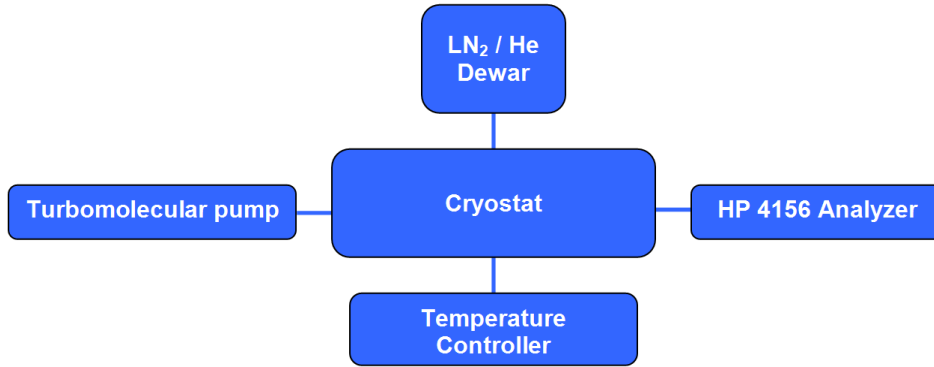 LN₂ / He
Dewar
Turbomolecular pump
Cryostat
HP 4156 Analyzer
Temperature
Controller